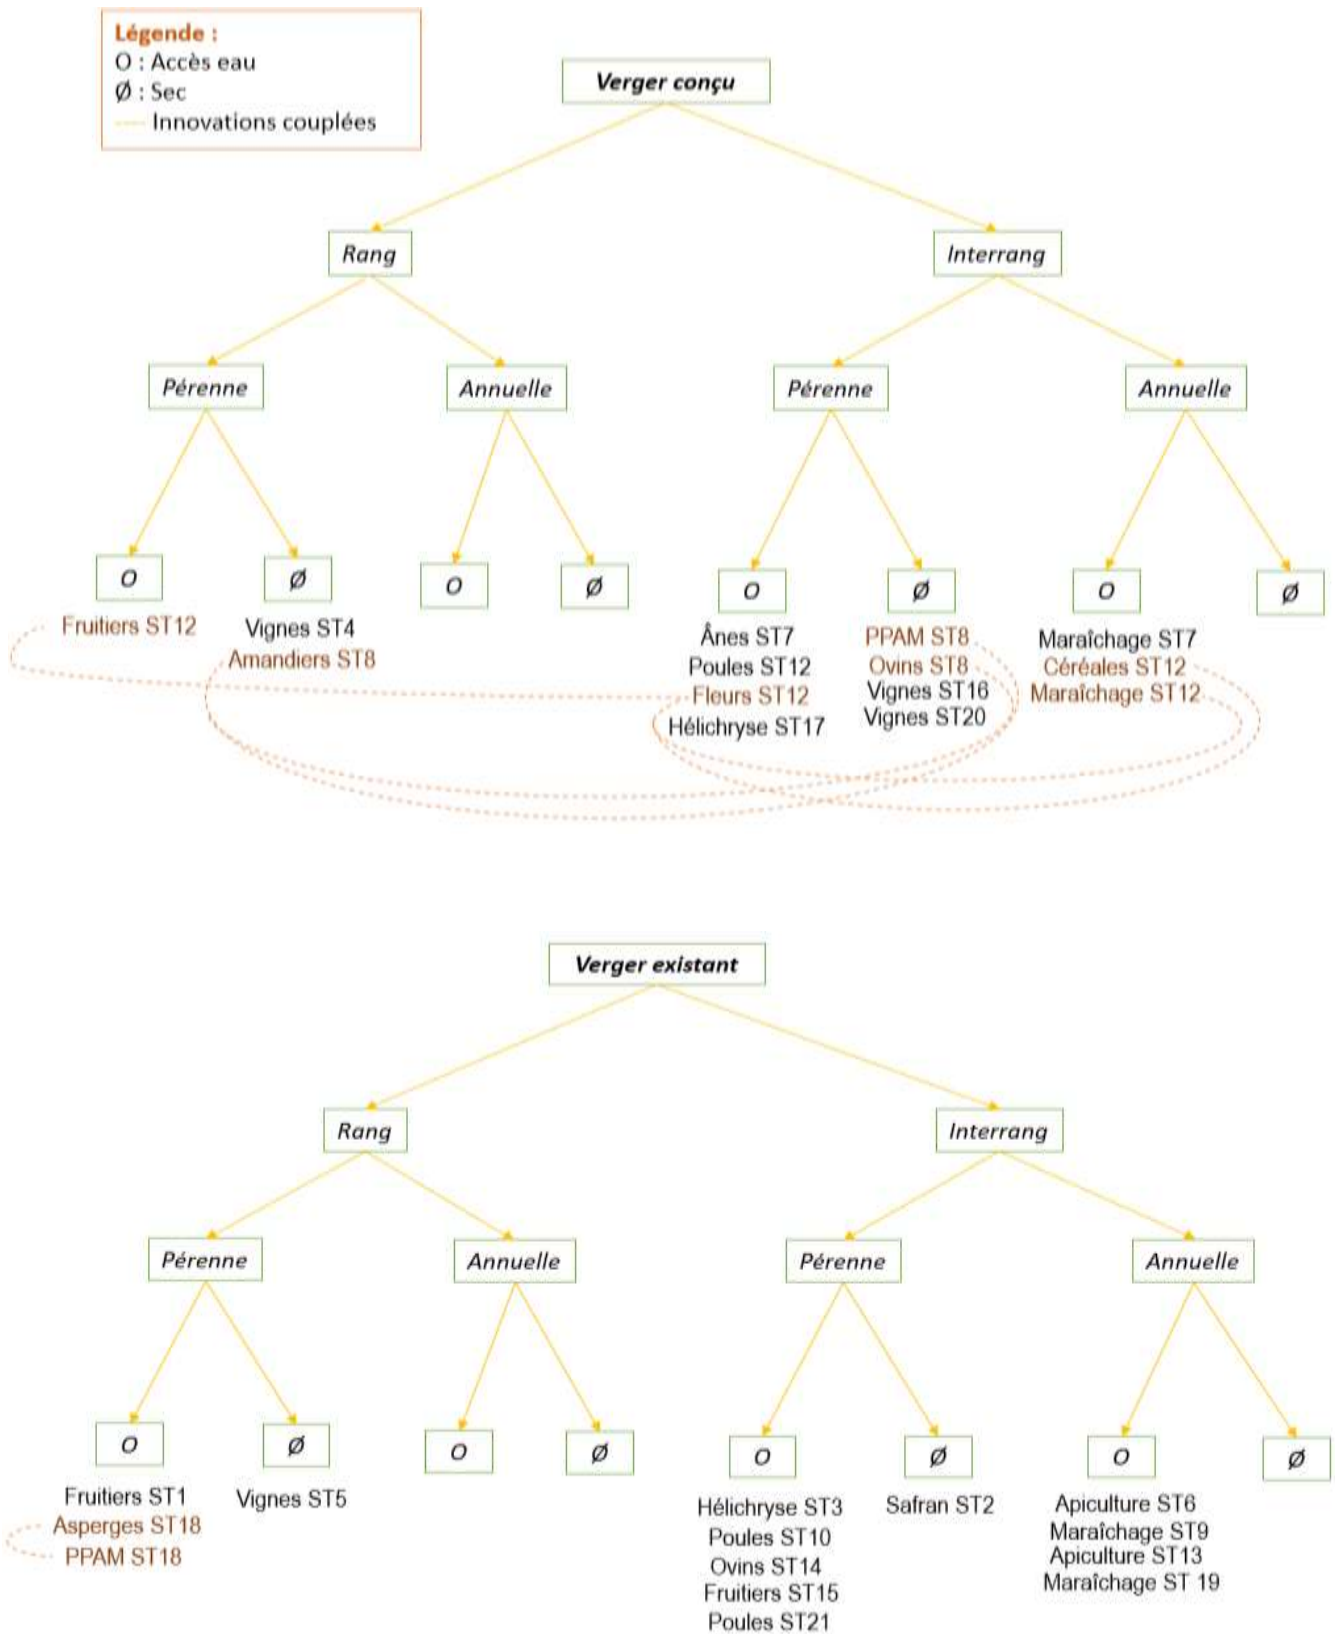 Légende :
O : Accès eau
Ø : Sec
Innovations couplées
Verger conçu
Rang
Interrang
Pérenne
Annuelle
Pérenne
Annuelle
O
Ø
O
Ø
O
Ø
O
Ø
Fruitiers ST12
Vignes ST4
Amandiers ST8
Ânes ST7
Poules ST12
Fleurs ST12
Hélichryse ST17
PPAM ST8
Ovins ST8
Vignes ST16
Vignes ST20
Maraîchage ST7
Céréales ST12
Maraîchage ST12
Verger existant
Rang
Interrang
Pérenne
Annuelle
Pérenne
Annuelle
O
Ø
O
Ø
O
Ø
O
Ø
Fruitiers ST1
Asperges ST18
PPAM ST18
Vignes ST5
Hélichryse ST3
Poules ST10
Ovins ST14
Fruitiers ST15
Poules ST21
Safran ST2
Apiculture ST6
Maraîchage ST9
Apiculture ST13
Maraîchage ST 19